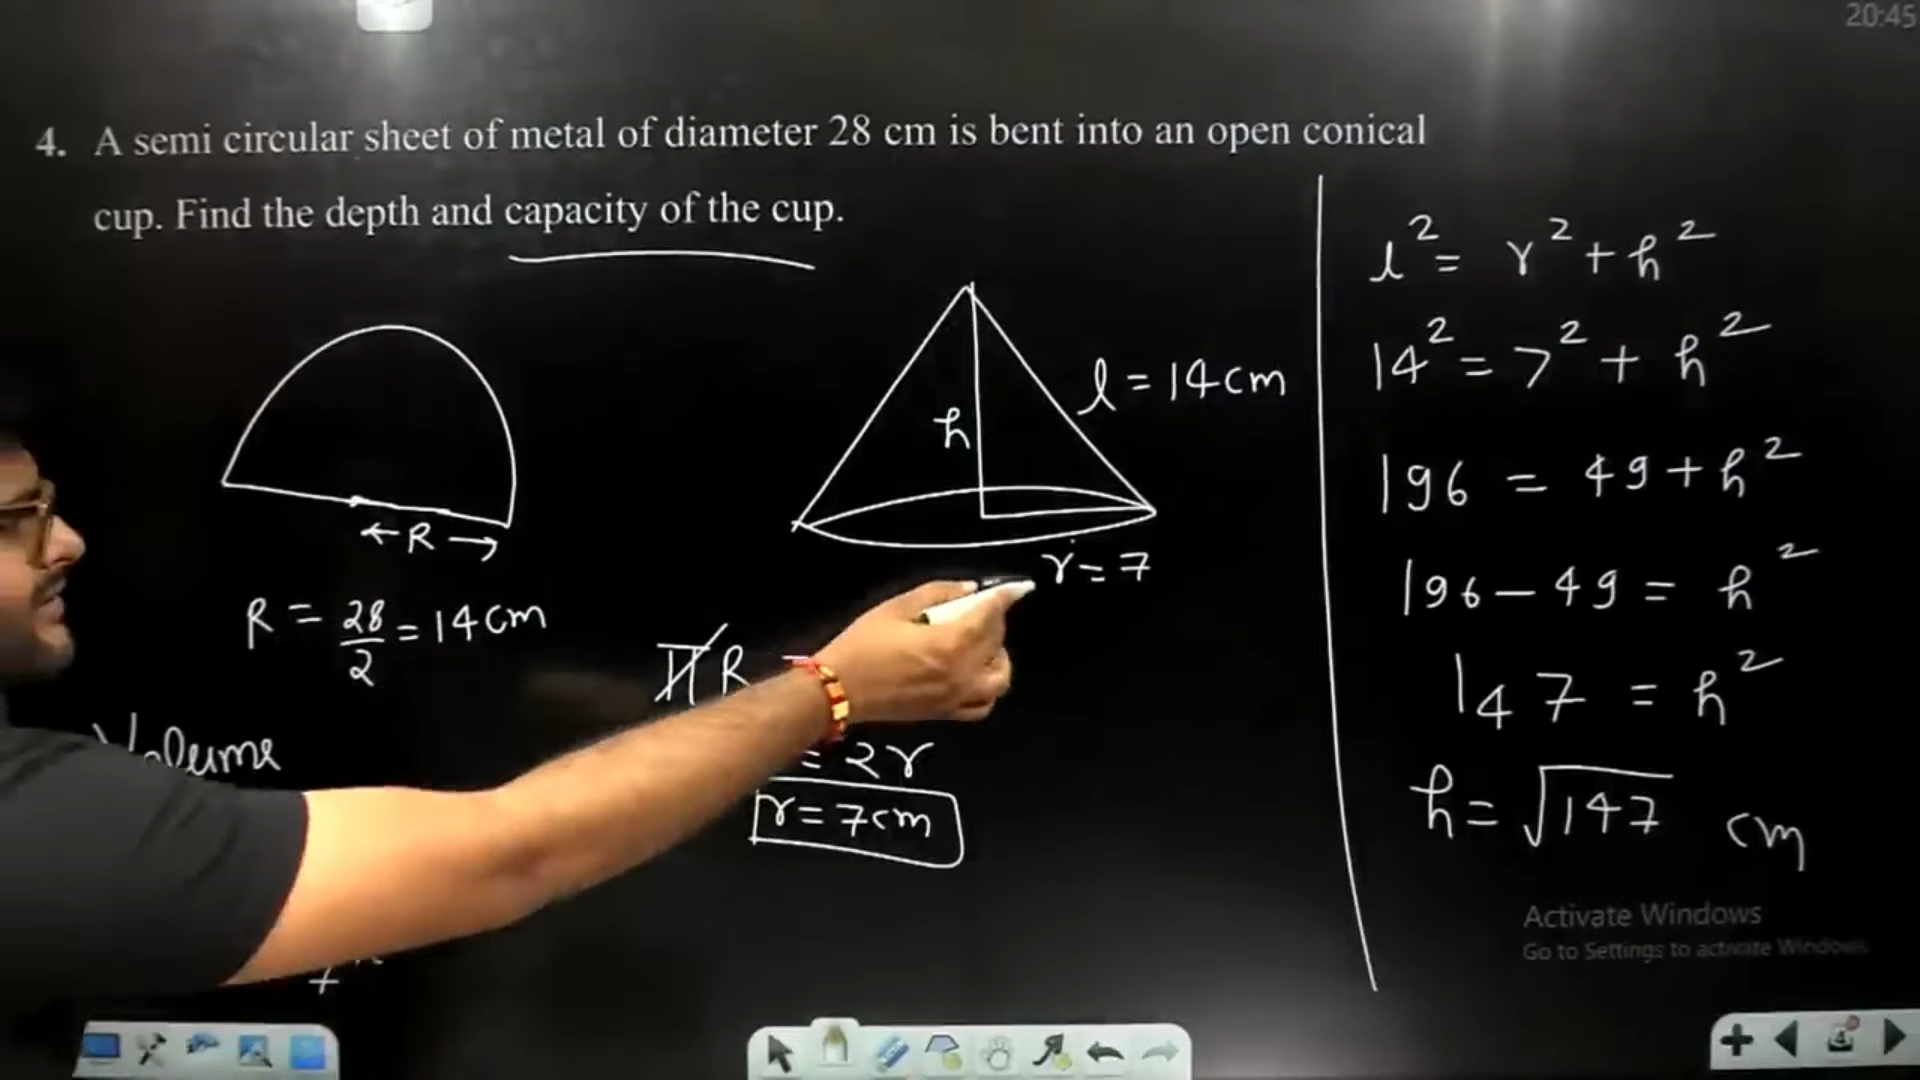 20:45
4. A semi circular sheet of metal of diameter 28 cm is bent into an open conical
cup. Find the depth and capacity of the cup.
←R→
R = 28/2 = 14cm
Volume
h
l = 14cm
r = 7
πR
= 2r
r = 7cm
l² = r² + h²
14² = 7² + h²
196 = 49 + h²
196 – 49 = h²
147 = h²
h = √147 cm
Activate Windows
Go to Settings to activate Windows.